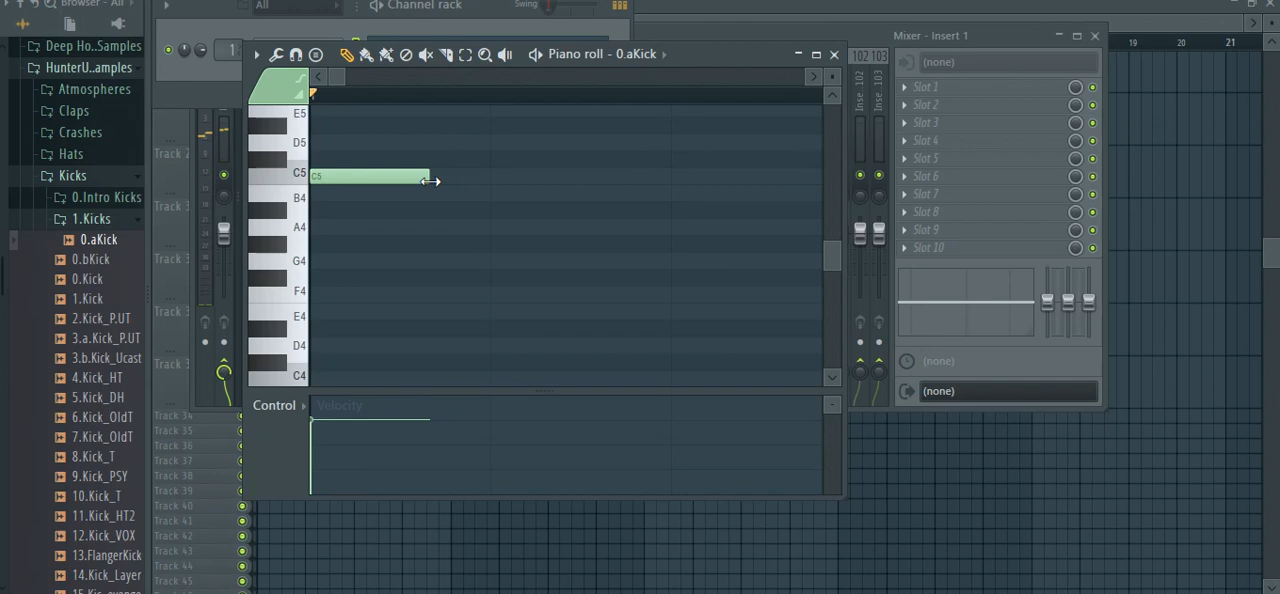 Browser - All
All
Channel rack
Swing
Deep Ho..Samples
HunterU..amples
Atmospheres
Claps
Crashes
Hats
Kicks
0.Intro Kicks
1.Kicks
0.aKick
0.bKick
0.Kick
1.Kick
2.Kick_P.UT
3.a.Kick_P.UT
3.b.Kick_Ucast
4.Kick_HT
5.Kick_DH
6.Kick_OldT
7.Kick_OldT
8.Kick_T
9.Kick_PSY
10.Kick_T
11.Kick_HT2
12.Kick_VOX
13.FlangerKick
14.Kick_Layer
1
Track 2
Track 3
Track 3
Track 3
Track 3
Track 34
Track 35
Track 36
Track 37
Track 38
Track 39
Track 40
Track 41
Track 42
Track 43
Track 44
Track 45
Piano roll - 0.aKick
E5
D5
C5
C5
B4
A4
G4
F4
E4
D4
C4
Control
Velocity
102 103
Inse..102
Inse..103
Mixer - Insert 1
(none)
Slot 1
Slot 2
Slot 3
Slot 4
Slot 5
Slot 6
Slot 7
Slot 8
Slot 9
Slot 10
(none)
(none)
19 20 21